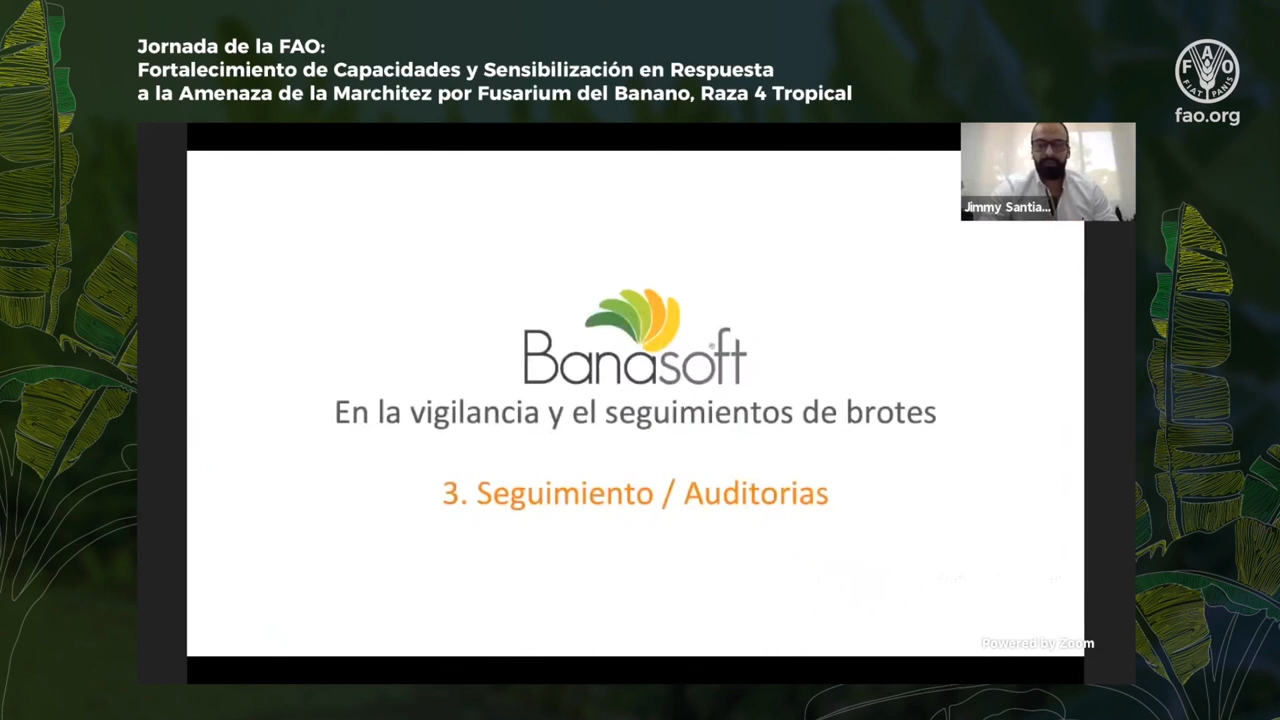 Jornada de la FAO:
Fortalecimiento de Capacidades y Sensibilización en Respuesta
a la Amenaza de la Marchitez por Fusarium del Banano, Raza 4 Tropical
FAO
FIAT PANIS
fao.org
Jimmy Santia...
Banasoft
En la vigilancia y el seguimientos de brotes
3. Seguimiento / Auditorias
Powered by Zoom